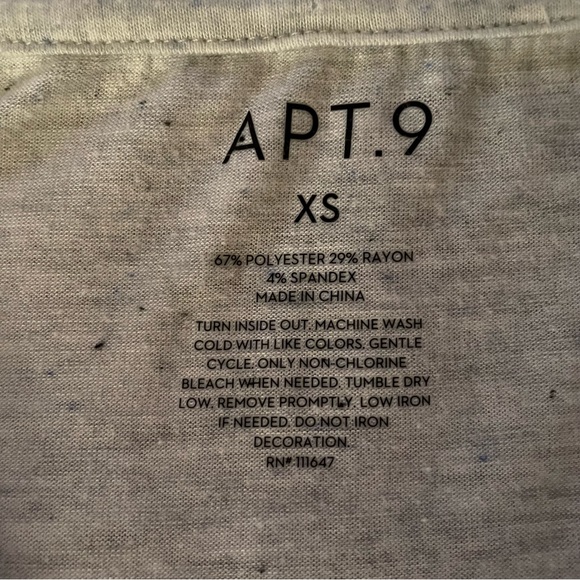 APT.9
XS
67% POLYESTER 29% RAYON
4% SPANDEX
MADE IN CHINA
TURN INSIDE OUT. MACHINE WASH
COLD WITH LIKE COLORS. GENTLE
CYCLE. ONLY NON-CHLORINE
BLEACH WHEN NEEDED. TUMBLE DRY
LOW. REMOVE PROMPTLY. LOW IRON
IF NEEDED. DO NOT IRON
DECORATION.
RN# 111647